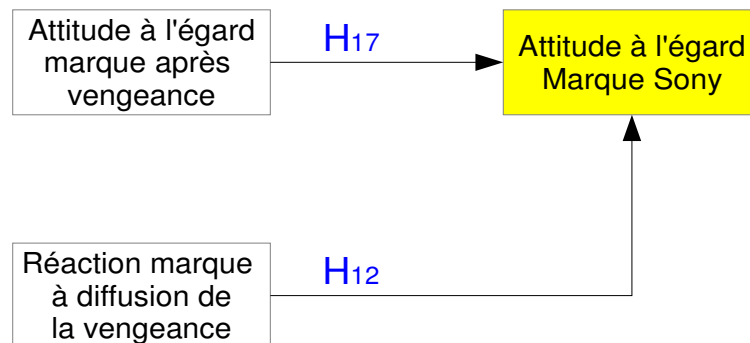 Attitude à l'égard
marque après
vengeance
H17
Attitude à l'égard
Marque Sony
Réaction marque
à diffusion de
la vengeance
H12